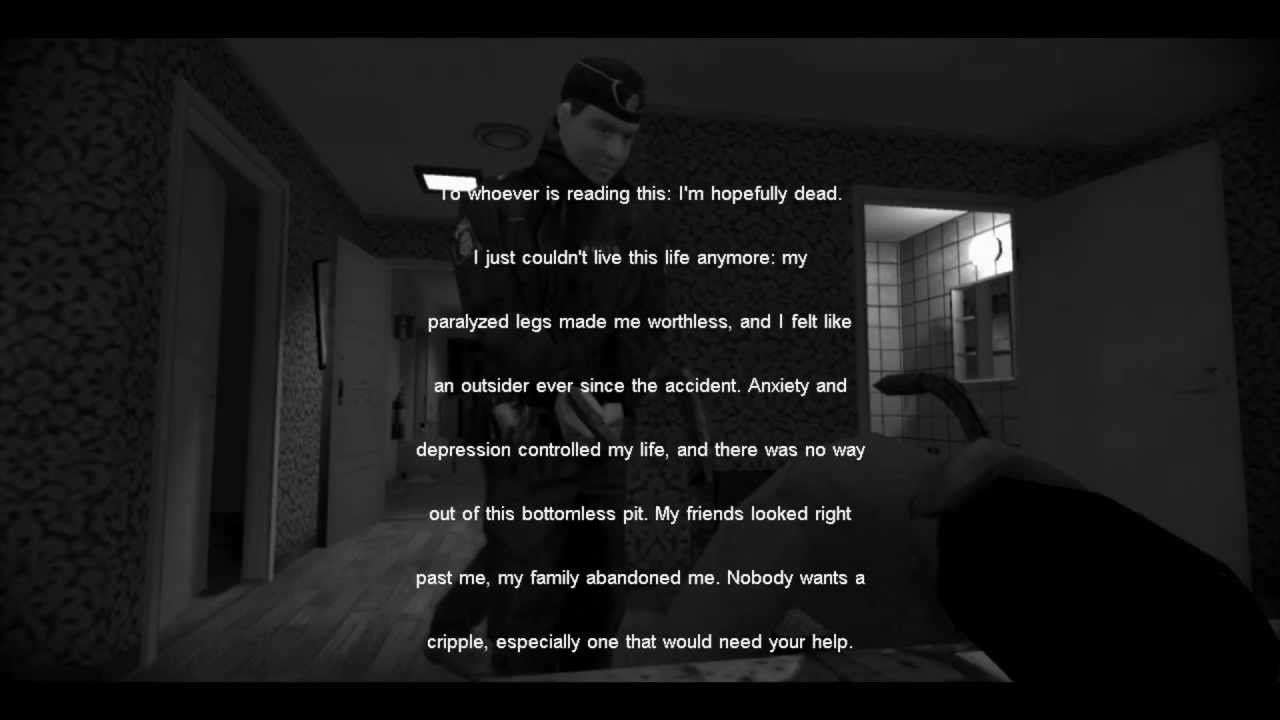 To whoever is reading this: I'm hopefully dead.
I just couldn't live this life anymore: my
paralyzed legs made me worthless, and I felt like
an outsider ever since the accident. Anxiety and
depression controlled my life, and there was no way
out of this bottomless pit. My friends looked right
past me, my family abandoned me. Nobody wants a
cripple, especially one that would need your help.